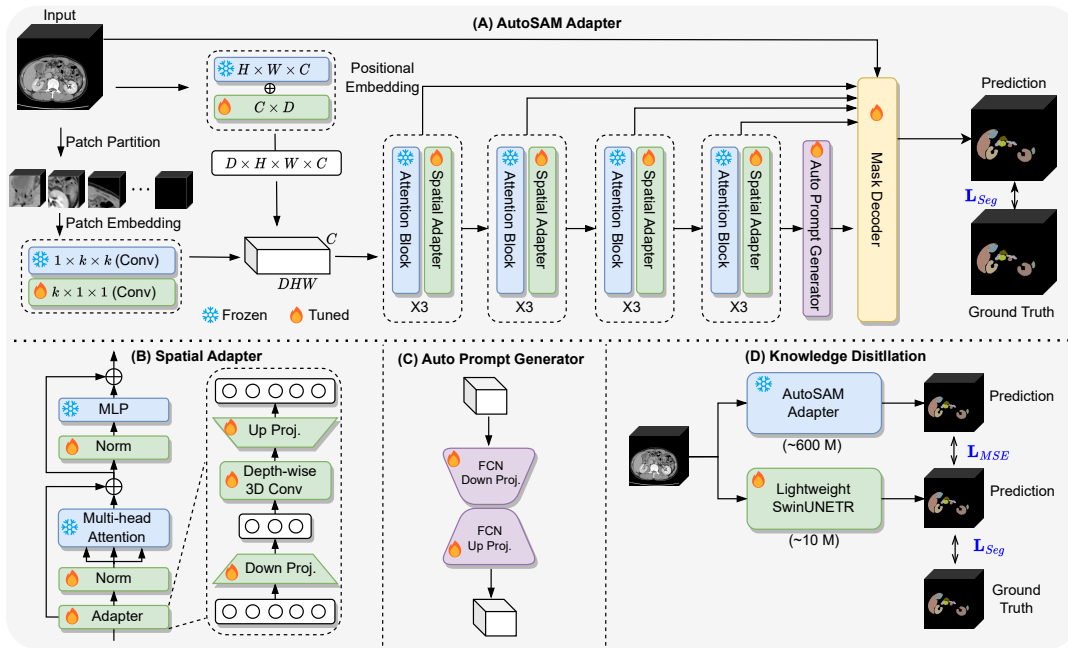 Input
(A) AutoSAM Adapter
H × W × C
⊕
C × D
Positional
Embedding
Patch Partition
D × H × W × C
...
Patch Embedding
1 × k × k (Conv)
k × 1 × 1 (Conv)
C
DHW
Frozen
Tuned
Attention Block
Spatial Adapter
X3
Attention Block
Spatial Adapter
X3
Attention Block
Spatial Adapter
X3
Attention Block
Spatial Adapter
X3
Auto Prompt Generator
Mask Decoder
Prediction
L_Seg
Ground Truth
(B) Spatial Adapter
MLP
Norm
Multi-head
Attention
Norm
Adapter
Up Proj.
Depth-wise
3D Conv
Down Proj.
(C) Auto Prompt Generator
FCN
Down Proj.
FCN
Up Proj.
(D) Knowledge Disitllation
AutoSAM
Adapter
(~600 M)
Lightweight
SwinUNETR
(~10 M)
Prediction
L_MSE
Prediction
L_Seg
Ground
Truth